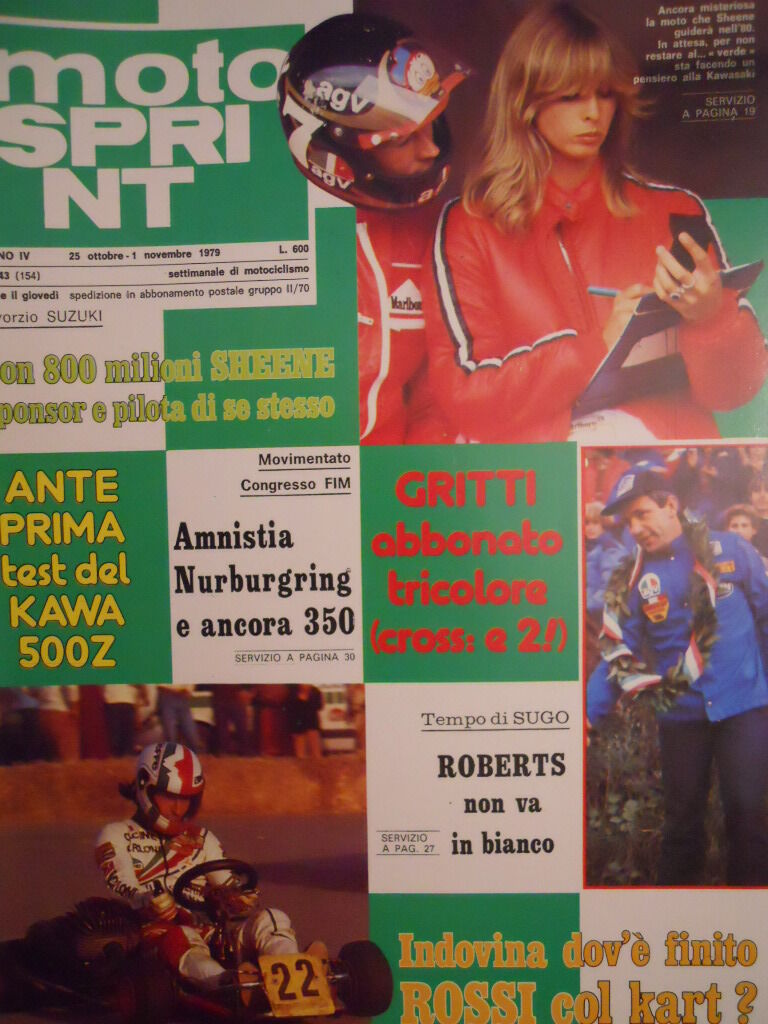 moto
SPRI
NT
Ancora misteriosa
la moto che Sheene
guiderà nell'80.
In attesa, per non
restare al... « verde »
sta facendo un
pensiero alla Kawasaki
SERVIZIO
A PAGINA 19
agv
7
agv
NO IV 25 ottobre - 1 novembre 1979 L. 600
43 (154) settimanale di motociclismo
e il giovedì spedizione in abbonamento postale gruppo II/70
vorzio SUZUKI
on 800 milioni SHEENE
ponsor e pilota di se stesso
Marlbor
ANTE
PRIMA
test del
KAWA
500Z
Movimentato
Congresso FIM
Amnistia
Nurburgring
e ancora 350
SERVIZIO A PAGINA 30
GRITTI
abbonato
tricolore
(cross: e 2!)
Tempo di SUGO
ROBERTS
non va
in bianco
SERVIZIO
A PAG. 27
22
Indovina dov'è finito
ROSSI col kart ?